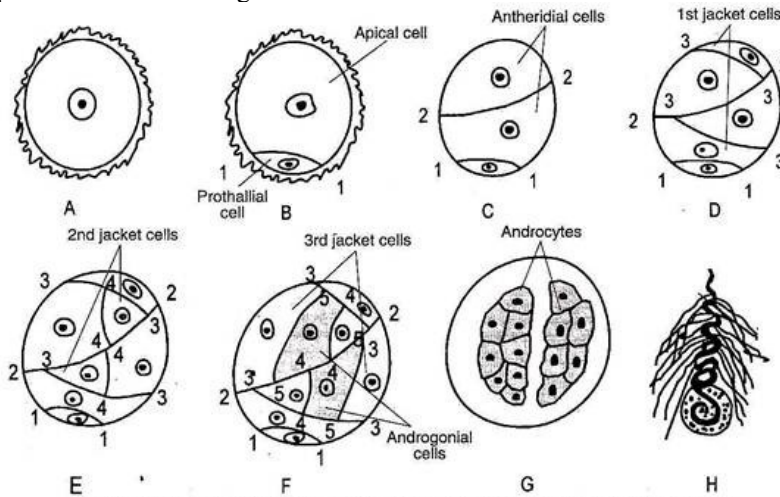 Apical cell
Prothallial
cell
1
1
A
B
Antheridial cells
2
2
1
1
C
1st jacket cells
3
3
3
2
3
1
1
D
2nd jacket cells
3
4
2
4
3
4
3
2
4
3
1
1
E
3rd jacket cells
3
5
4
2
5
3
4
4
3
2
5
4
5
3
1
1
Androgonial
cells
F
Androcytes
G
H